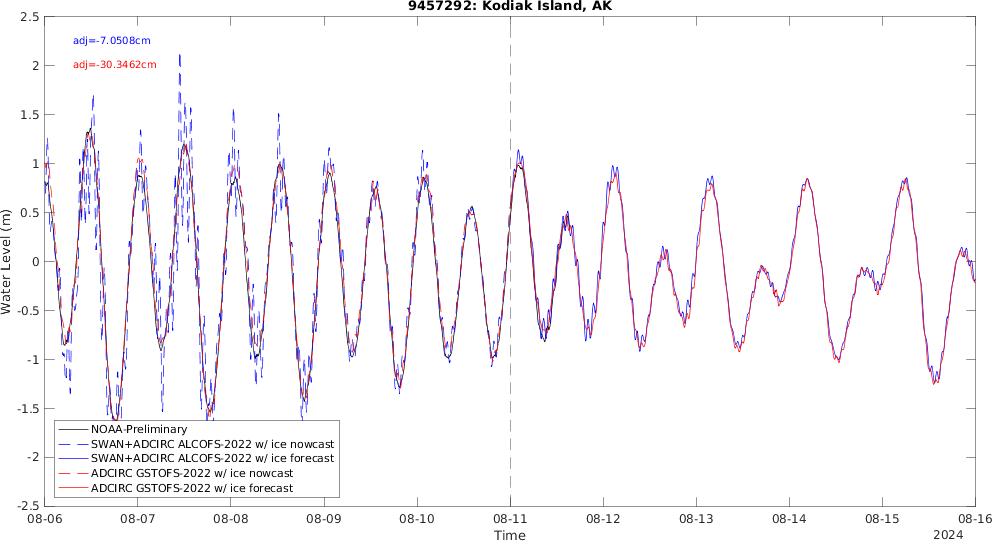 9457292: Kodiak Island, AK
adj=-7.0508cm
adj=-30.3462cm
Water Level (m)
2.5
2
1.5
1
0.5
0
-0.5
-1
-1.5
-2
-2.5
NOAA-Preliminary
SWAN+ADCIRC ALCOFS-2022 w/ ice nowcast
SWAN+ADCIRC ALCOFS-2022 w/ ice forecast
ADCIRC GSTOFS-2022 w/ ice nowcast
ADCIRC GSTOFS-2022 w/ ice forecast
08-06 08-07 08-08 08-09 08-10 08-11 08-12 08-13 08-14 08-15 08-16
Time
2024